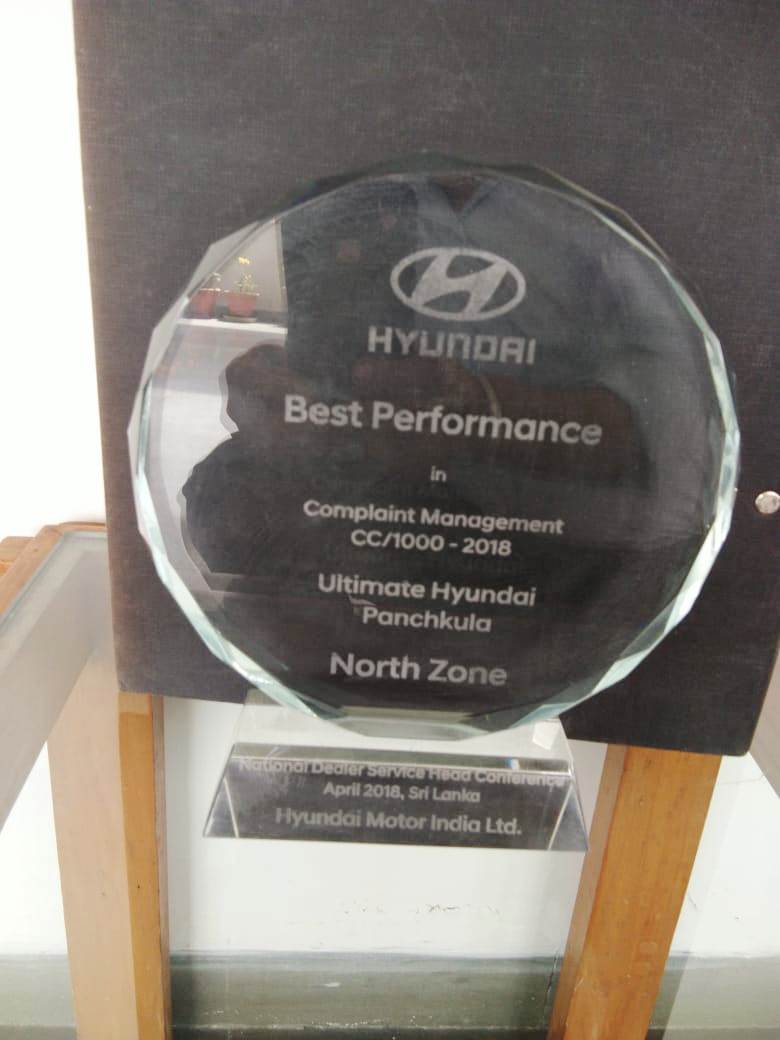 HYUNDAI
Best Performance
in
Complaint Management
CC/1000 - 2018
Ultimate Hyundai
Panchkula
North Zone
National Dealer Service Head Conference
April 2018, Sri Lanka
Hyundai Motor India Ltd.